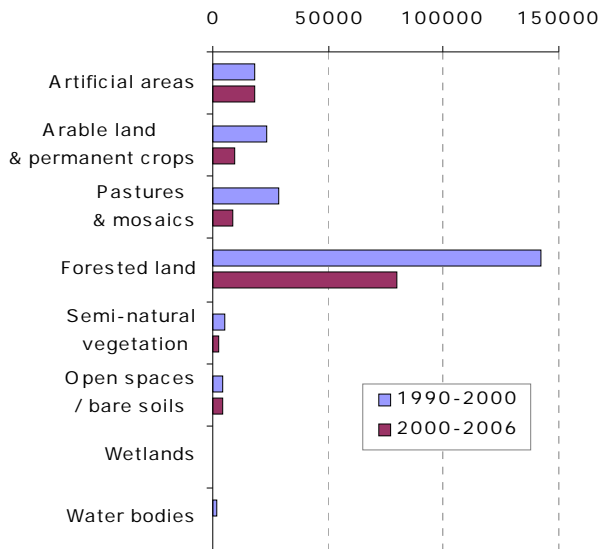 0 50000 100000 150000
Artificial areas
Arable land
& permanent crops
Pastures
& mosaics
Forested land
Semi-natural
vegetation
Open spaces
/ bare soils
Wetlands
Water bodies
1990-2000
2000-2006